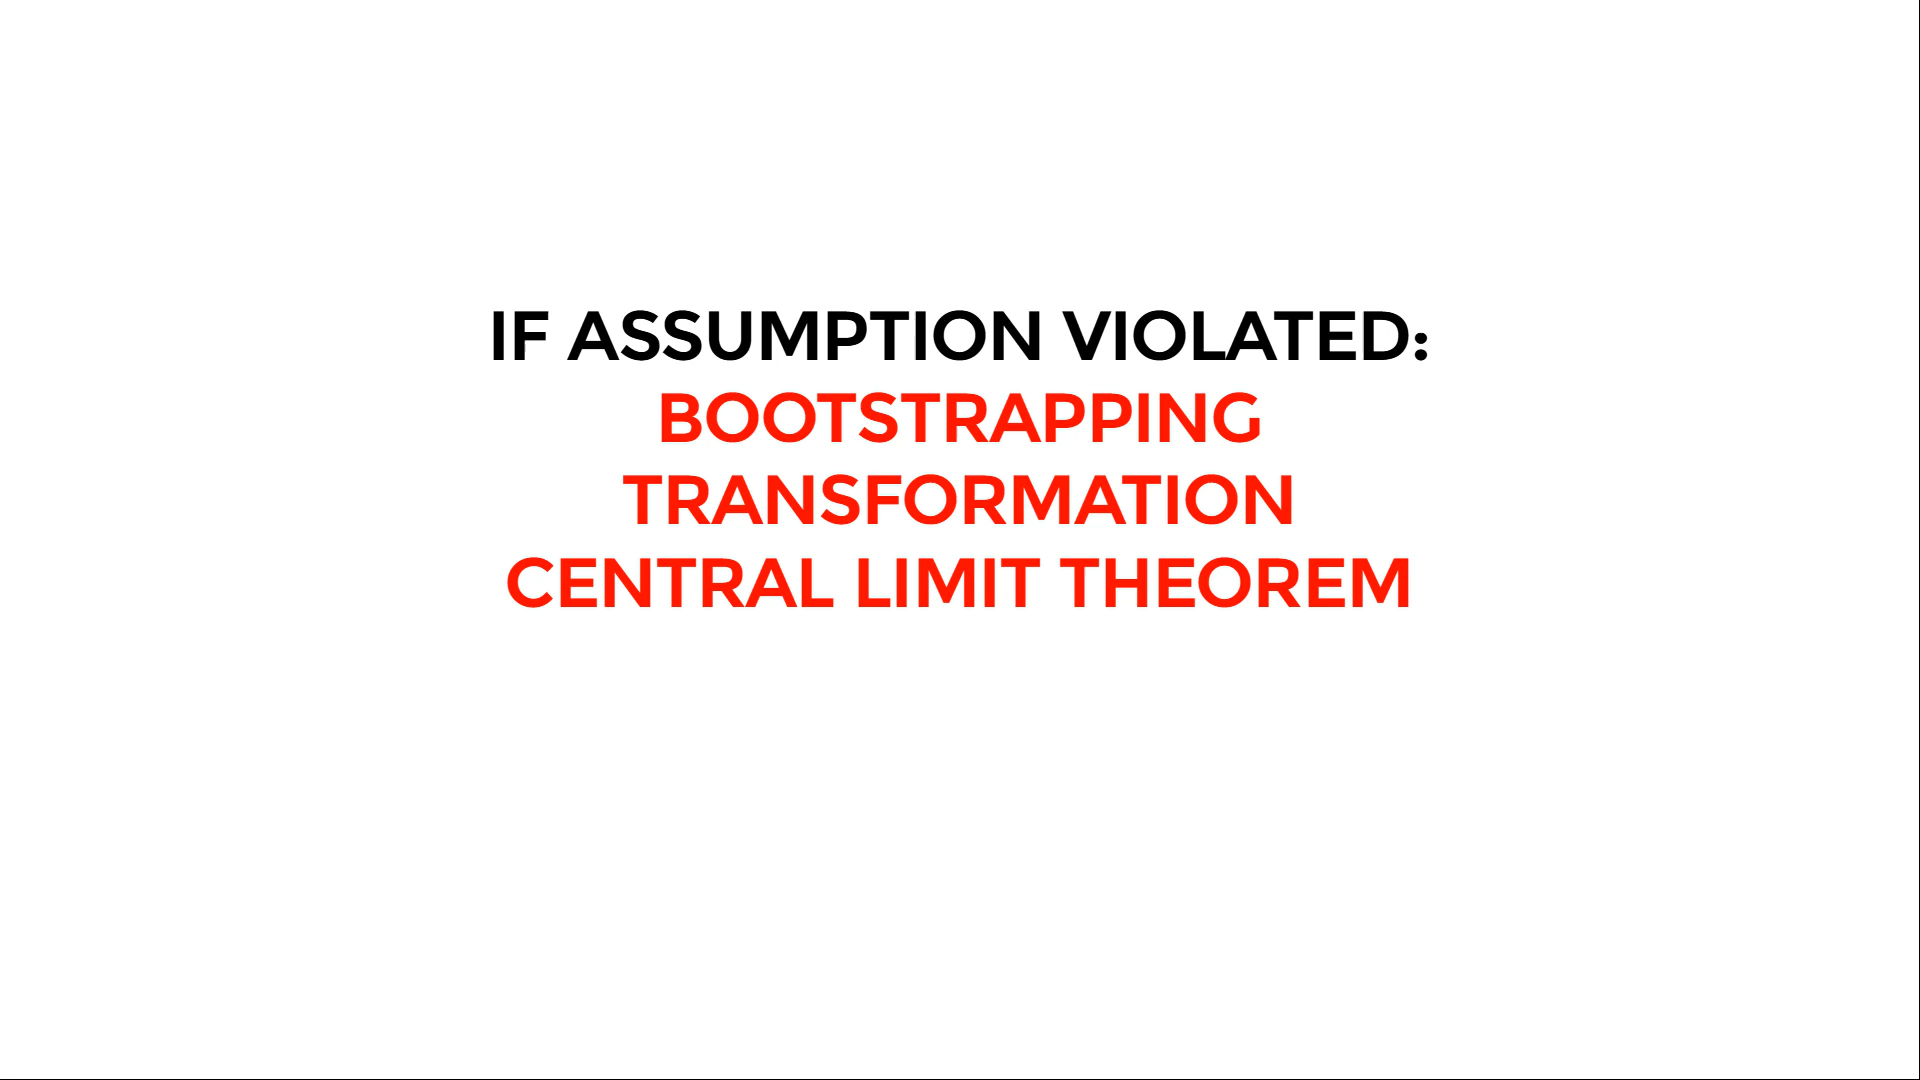 IF ASSUMPTION VIOLATED:
BOOTSTRAPPING
TRANSFORMATION
CENTRAL LIMIT THEOREM